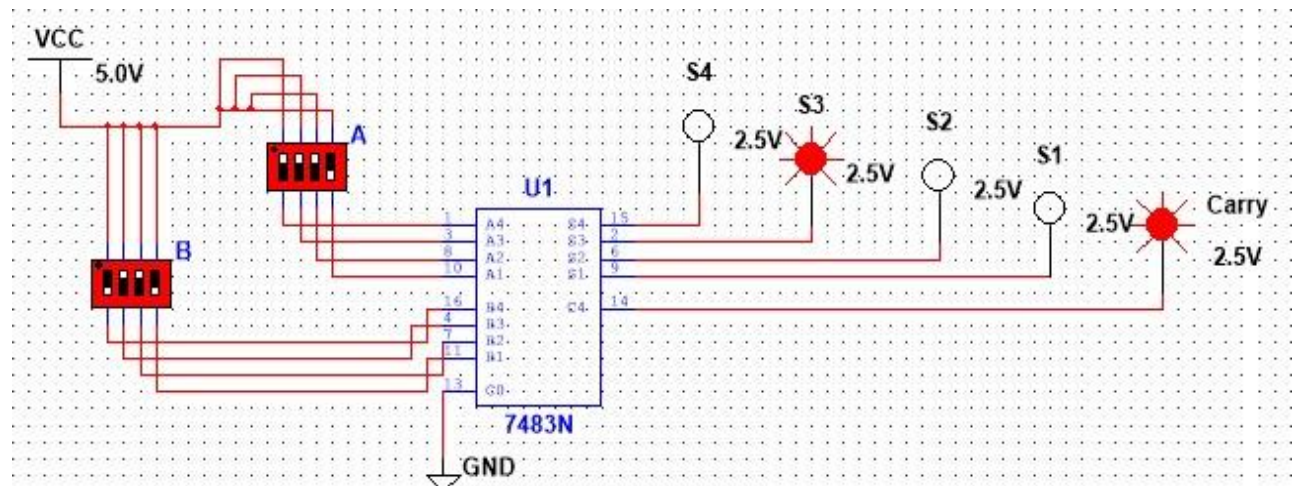 VCC
5.0V
A
B
U1
1 A4 S4 15
3 A3 S3 2
8 A2 S2 6
10 A1 S1 9
16 B4 C4 14
4 B3
7 B2
11 B1
13 C0
7483N
GND
S4
2.5V
S3
2.5V
S2
2.5V
S1
2.5V
Carry
2.5V